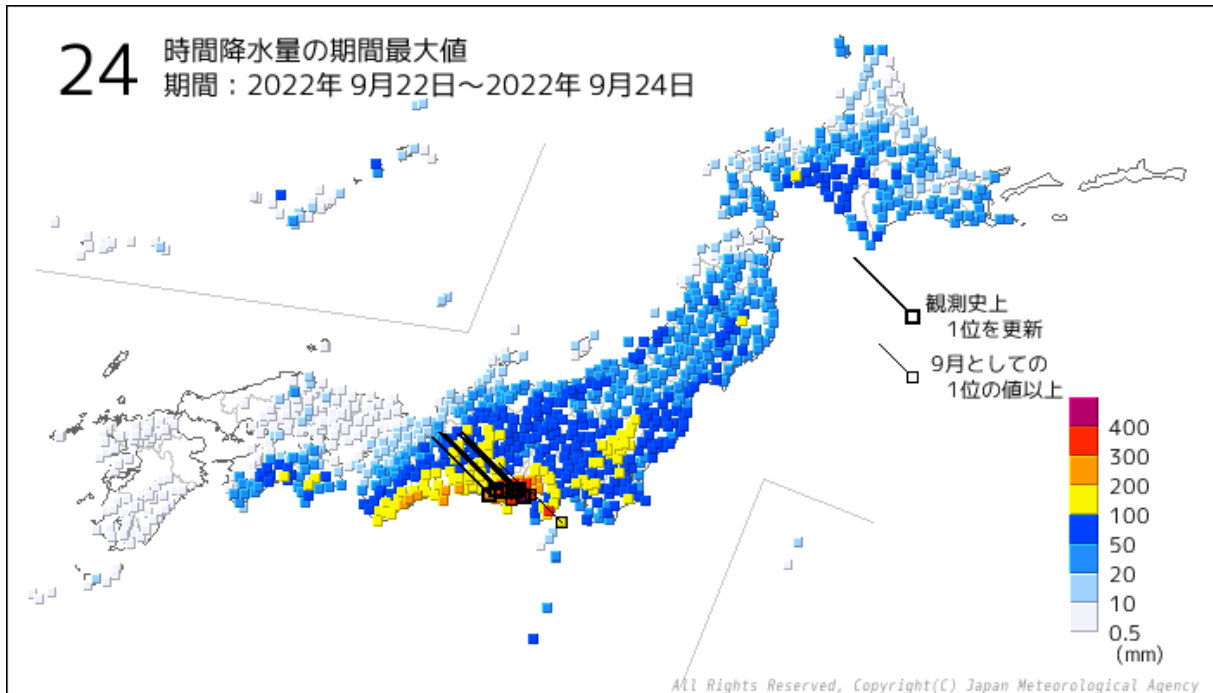 24
時間降水量の期間最大値
期間：2022年 9月22日～2022年 9月24日
観測史上
1位を更新
9月としての
1位の値以上
400
300
200
100
50
20
10
0.5
(mm)
All Rights Reserved, Copyright(C) Japan Meteorological Agency